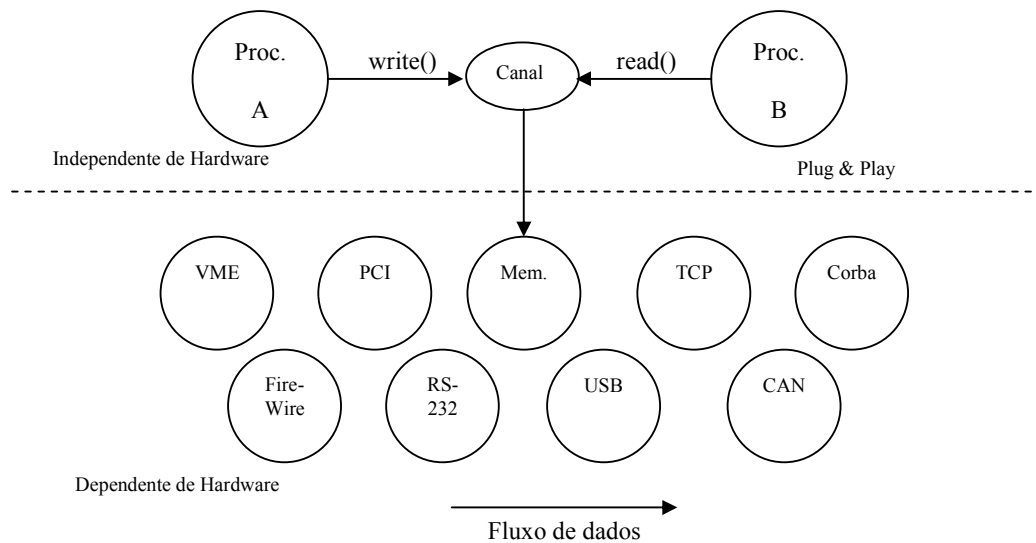 Proc.
A
write()
Canal
read()
Proc.
B
Independente de Hardware
Plug & Play
VME
PCI
Mem.
TCP
Corba
Fire-
Wire
RS-
232
USB
CAN
Dependente de Hardware
Fluxo de dados